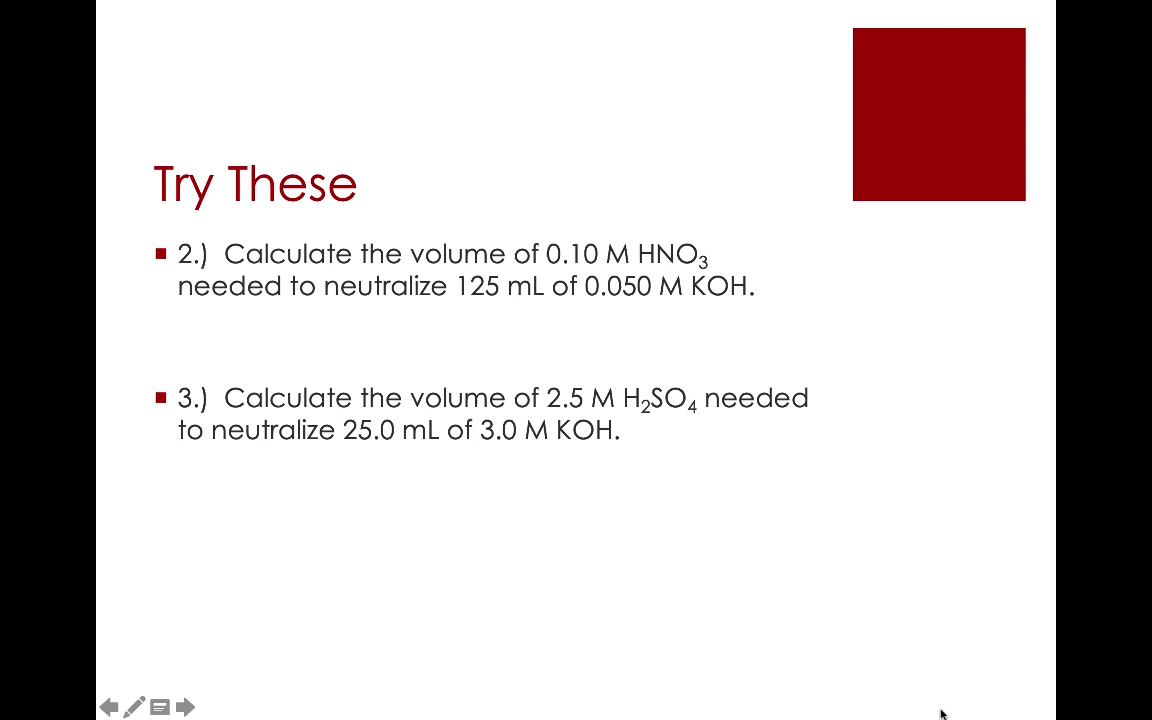 Try These
2.) Calculate the volume of 0.10 M HNO₃
needed to neutralize 125 mL of 0.050 M KOH.
3.) Calculate the volume of 2.5 M H₂SO₄ needed
to neutralize 25.0 mL of 3.0 M KOH.